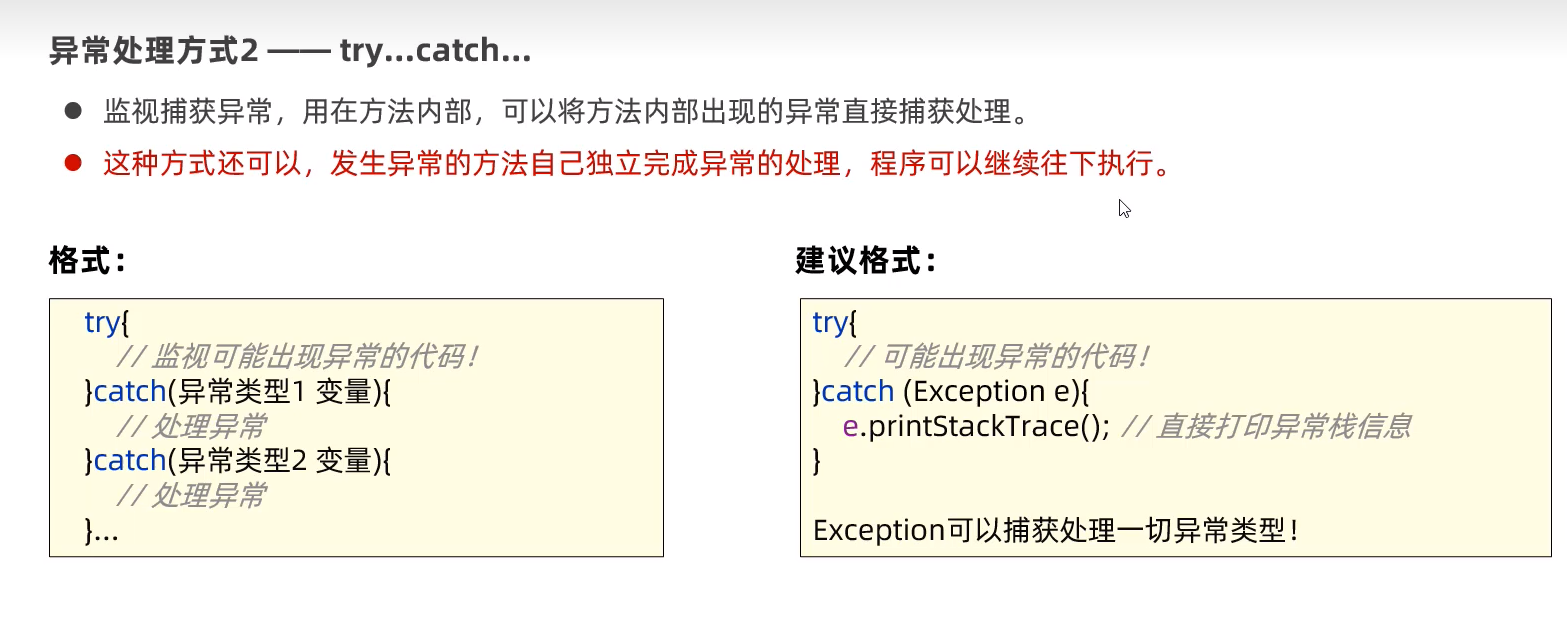 异常处理方式2 —— try...catch...
● 监视捕获异常，用在方法内部，可以将方法内部出现的异常直接捕获处理。
● 这种方式还可以，发生异常的方法自己独立完成异常的处理，程序可以继续往下执行。
格式：
try{
// 监视可能出现异常的代码！
}catch(异常类型1 变量){
// 处理异常
}catch(异常类型2 变量){
// 处理异常
}...
建议格式：
try{
// 可能出现异常的代码！
}catch (Exception e){
e.printStackTrace(); // 直接打印异常栈信息
}
Exception可以捕获处理一切异常类型！